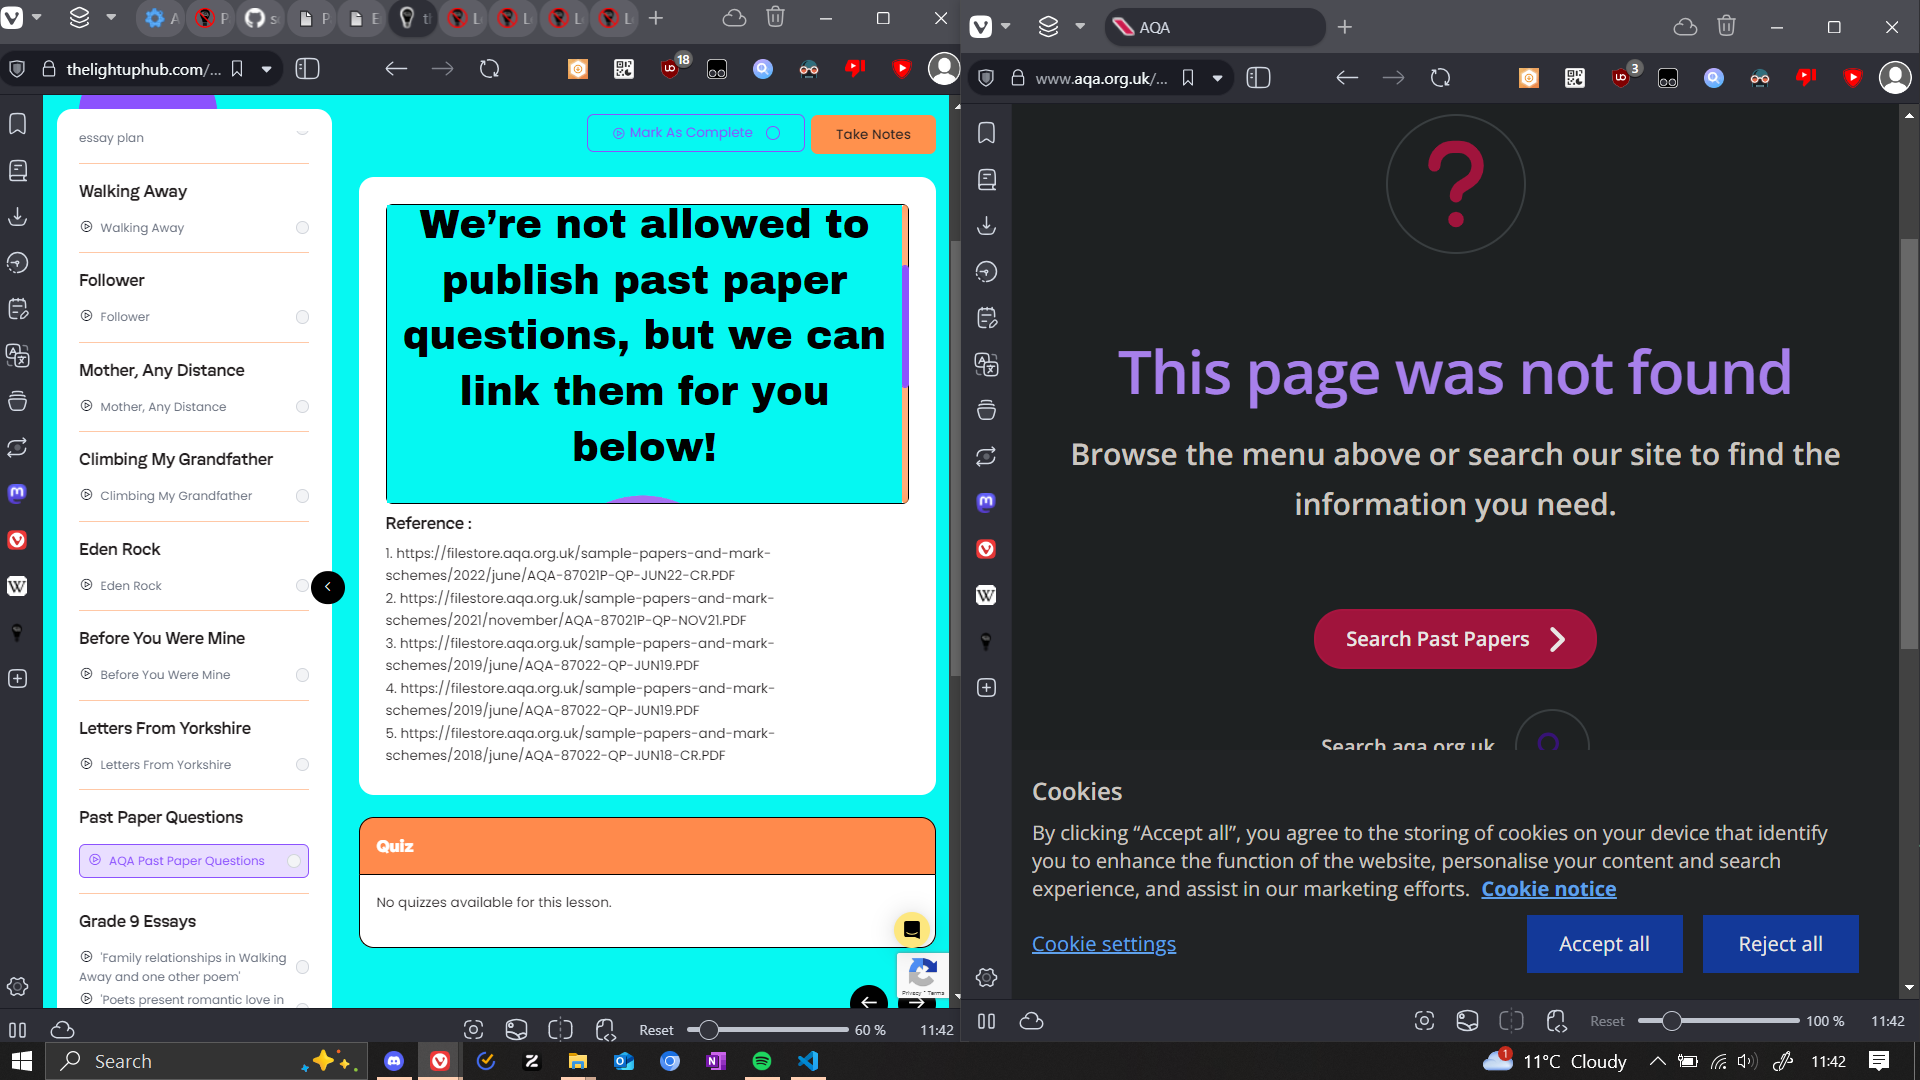 thelightuphub.com/...
18
essay plan
Walking Away
Walking Away
Follower
Follower
Mother, Any Distance
Mother, Any Distance
Climbing My Grandfather
Climbing My Grandfather
Eden Rock
Eden Rock
Before You Were Mine
Before You Were Mine
Letters From Yorkshire
Letters From Yorkshire
Past Paper Questions
AQA Past Paper Questions
Grade 9 Essays
'Family relationships in Walking
Away and one other poem'
'Poets present romantic love in
Mark As Complete
Take Notes
We’re not allowed to
publish past paper
questions, but we can
link them for you
below!
Reference :
1. https://filestore.aqa.org.uk/sample-papers-and-mark-
schemes/2022/june/AQA-87021P-QP-JUN22-CR.PDF
2. https://filestore.aqa.org.uk/sample-papers-and-mark-
schemes/2021/november/AQA-87021P-QP-NOV21.PDF
3. https://filestore.aqa.org.uk/sample-papers-and-mark-
schemes/2019/june/AQA-87022-QP-JUN19.PDF
4. https://filestore.aqa.org.uk/sample-papers-and-mark-
schemes/2019/june/AQA-87022-QP-JUN19.PDF
5. https://filestore.aqa.org.uk/sample-papers-and-mark-
schemes/2018/june/AQA-87022-QP-JUN18-CR.PDF
Quiz
No quizzes available for this lesson.
Privacy - Terms
Reset
60 %
11:42
AQA
www.aqa.org.uk/...
3
This page was not found
Browse the menu above or search our site to find the
information you need.
Search Past Papers
Search aqa.org.uk
Cookies
By clicking “Accept all”, you agree to the storing of cookies on your device that identify
you to enhance the function of the website, personalise your content and search
experience, and assist in our marketing efforts. Cookie notice
Cookie settings
Accept all
Reject all
Reset
100 %
11:42
Search
1
11°C Cloudy
11:42